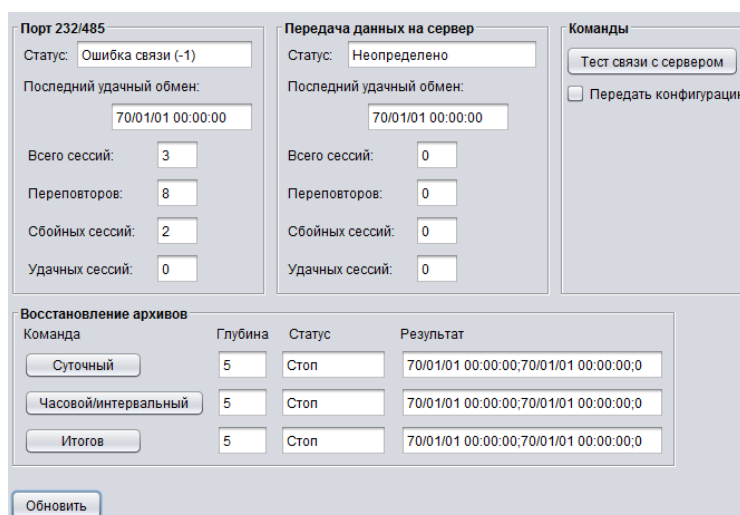 Порт 232/485
Статус: Ошибка связи (-1)
Последний удачный обмен:
70/01/01 00:00:00
Всего сессий: 3
Переповторов: 8
Сбойных сессий: 2
Удачных сессий: 0
Передача данных на сервер
Статус: Неопределено
Последний удачный обмен:
70/01/01 00:00:00
Всего сессий: 0
Переповторов: 0
Сбойных сессий: 0
Удачных сессий: 0
Команды
Тест связи с сервером
Передать конфигураци
Восстановление архивов
Команда Глубина Статус Результат
Суточный 5 Стоп 70/01/01 00:00:00;70/01/01 00:00:00;0
Часовой/интервальный 5 Стоп 70/01/01 00:00:00;70/01/01 00:00:00;0
Итогов 5 Стоп 70/01/01 00:00:00;70/01/01 00:00:00;0
Обновить